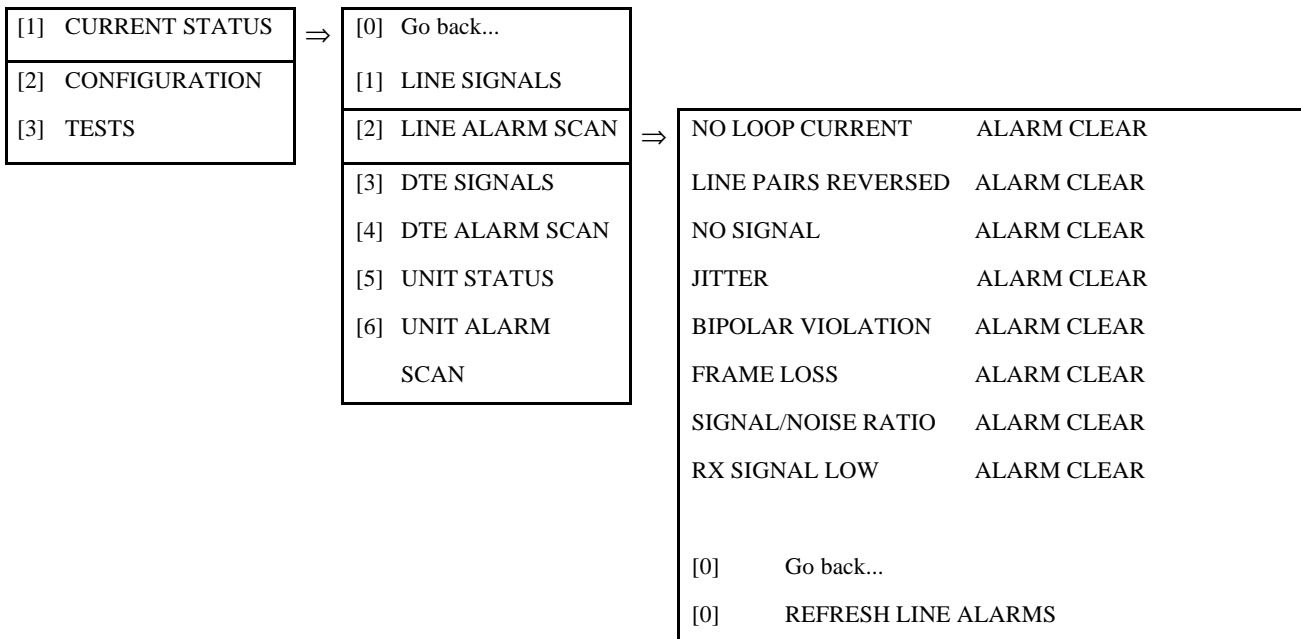 [1] CURRENT STATUS
[2] CONFIGURATION
[3] TESTS
⇒
[0] Go back...
[1] LINE SIGNALS
[2] LINE ALARM SCAN
[3] DTE SIGNALS
[4] DTE ALARM SCAN
[5] UNIT STATUS
[6] UNIT ALARM
SCAN
⇒
NO LOOP CURRENT ALARM CLEAR
LINE PAIRS REVERSED ALARM CLEAR
NO SIGNAL ALARM CLEAR
JITTER ALARM CLEAR
BIPOLAR VIOLATION ALARM CLEAR
FRAME LOSS ALARM CLEAR
SIGNAL/NOISE RATIO ALARM CLEAR
RX SIGNAL LOW ALARM CLEAR
[0] Go back...
[0] REFRESH LINE ALARMS